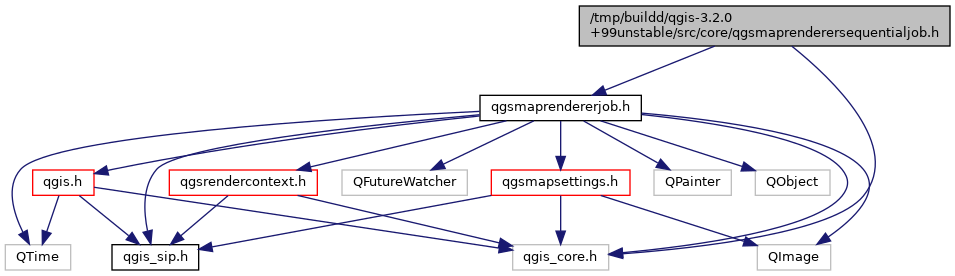 /tmp/buildd/qgis-3.2.0
+99unstable/src/core/qgsmaprenderersequentialjob.h
qgsmaprendererjob.h
qgis.h
qgsrendercontext.h
QFutureWatcher
qgsmapsettings.h
QPainter
QObject
QTime
qgis_sip.h
qgis_core.h
QImage